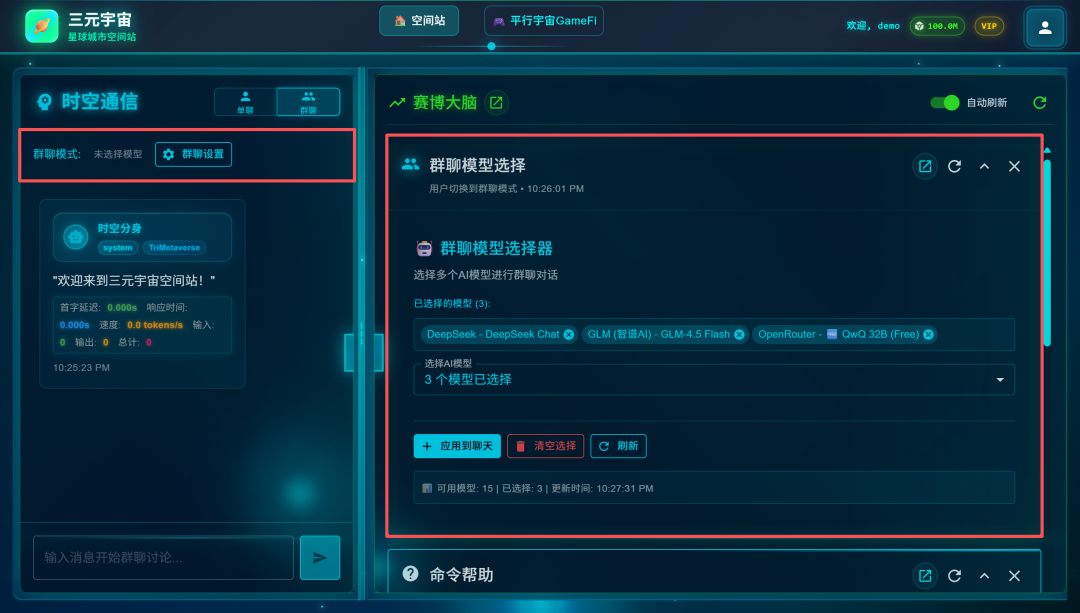 三元宇宙
星球城市空间站
空间站
平行宇宙GameFi
欢迎, demo
100.0M
VIP
时空通信
单聊
群聊
群聊模式:
未选择模型
群聊设置
时空分身
system
TriMetaverse
"欢迎来到三元宇宙空间站！"
首字延迟: 0.000s 响应时间:
0.000s 速度: 0.0 tokens/s 输入:
0 输出: 0 总计: 0
10:25:23 PM
输入消息开始群聊讨论...
赛博大脑
自动刷新
群聊模型选择
用户切换到群聊模式 • 10:26:01 PM
群聊模型选择器
选择多个AI模型进行群聊对话
已选择的模型 (3):
DeepSeek - DeepSeek Chat
GLM (智谱AI) - GLM-4.5 Flash
OpenRouter - QwQ 32B (Free)
选择AI模型
3 个模型已选择
应用到聊天
清空选择
刷新
可用模型: 15 | 已选择: 3 | 更新时间: 10:27:31 PM
命令帮助